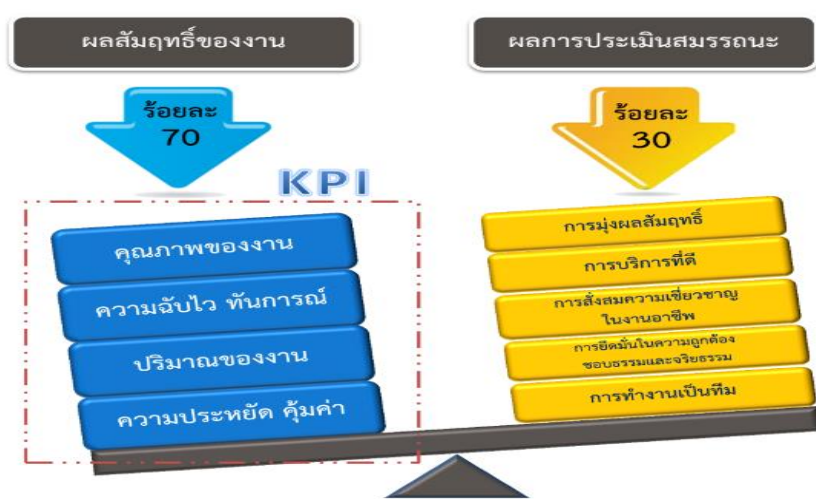 ผลสัมฤทธิ์ของงาน
ร้อยละ
70
KPI
คุณภาพของงาน
ความฉับไว ทันการณ์
ปริมาณของงาน
ความประหยัด คุ้มค่า
ผลการประเมินสมรรถนะ
ร้อยละ
30
การมุ่งผลสัมฤทธิ์
การบริการที่ดี
การสั่งสมความเชี่ยวชาญ
ในงานอาชีพ
การยึดมั่นในความถูกต้อง
ชอบธรรมและจริยธรรม
การทำงานเป็นทีม